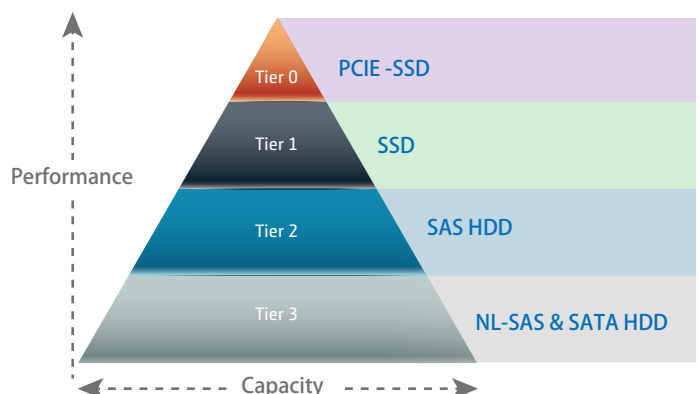 Tier 0
PCIE -SSD
Tier 1
SSD
Performance
Tier 2
SAS HDD
Tier 3
NL-SAS & SATA HDD
Capacity